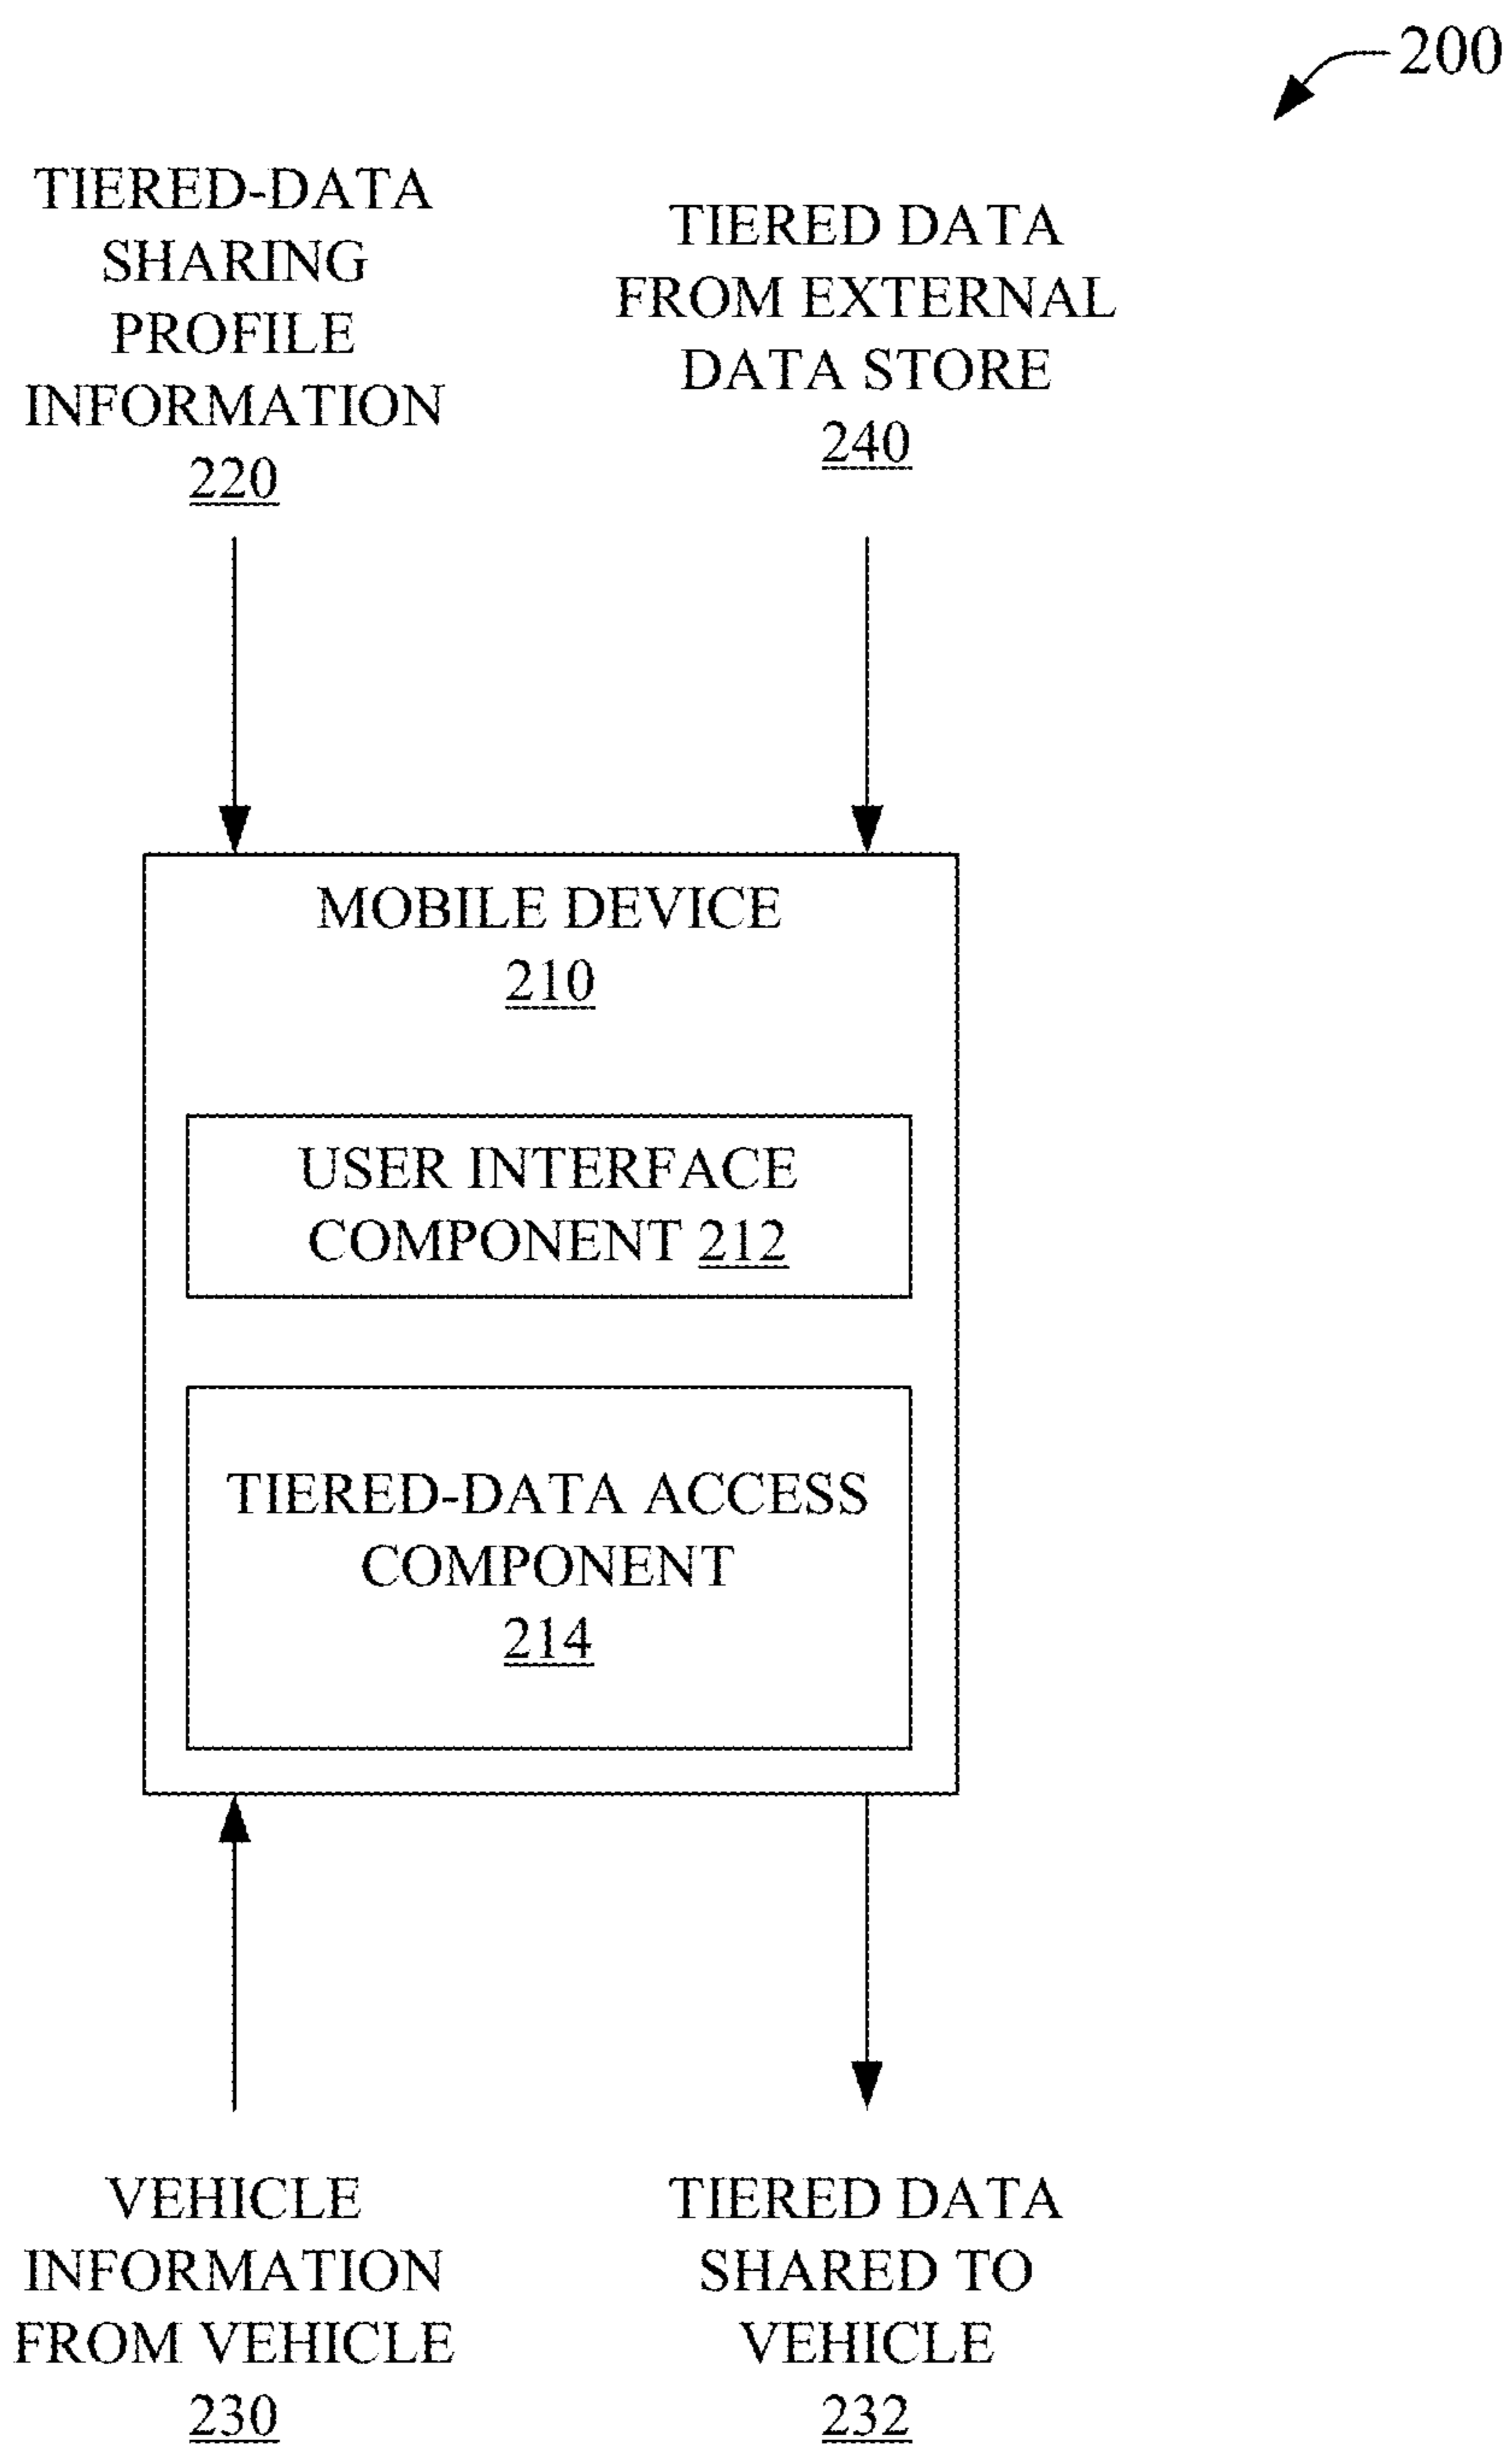 200
TIERED-DATA
SHARING
PROFILE
INFORMATION
220
TIERED DATA
FROM EXTERNAL
DATA STORE
240
MOBILE DEVICE
210
USER INTERFACE
COMPONENT 212
TIERED-DATA ACCESS
COMPONENT
214
VEHICLE
INFORMATION
FROM VEHICLE
230
TIERED DATA
SHARED TO
VEHICLE
232